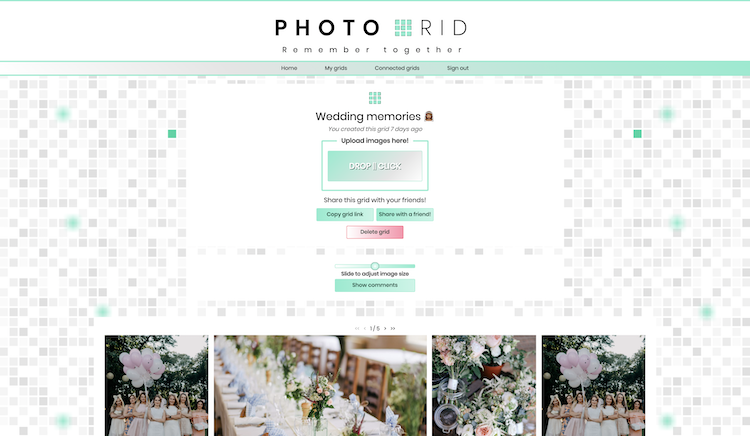 PHOTO RID
Remember together
Home My grids Connected grids Sign out
Wedding memories 👰🏽
You created this grid 7 days ago
Upload images here!
DROP || CLICK
Share this grid with your friends!
Copy grid link Share with a friend!
Delete grid
Slide to adjust image size
Show comments
<< < 1 / 5 > >>